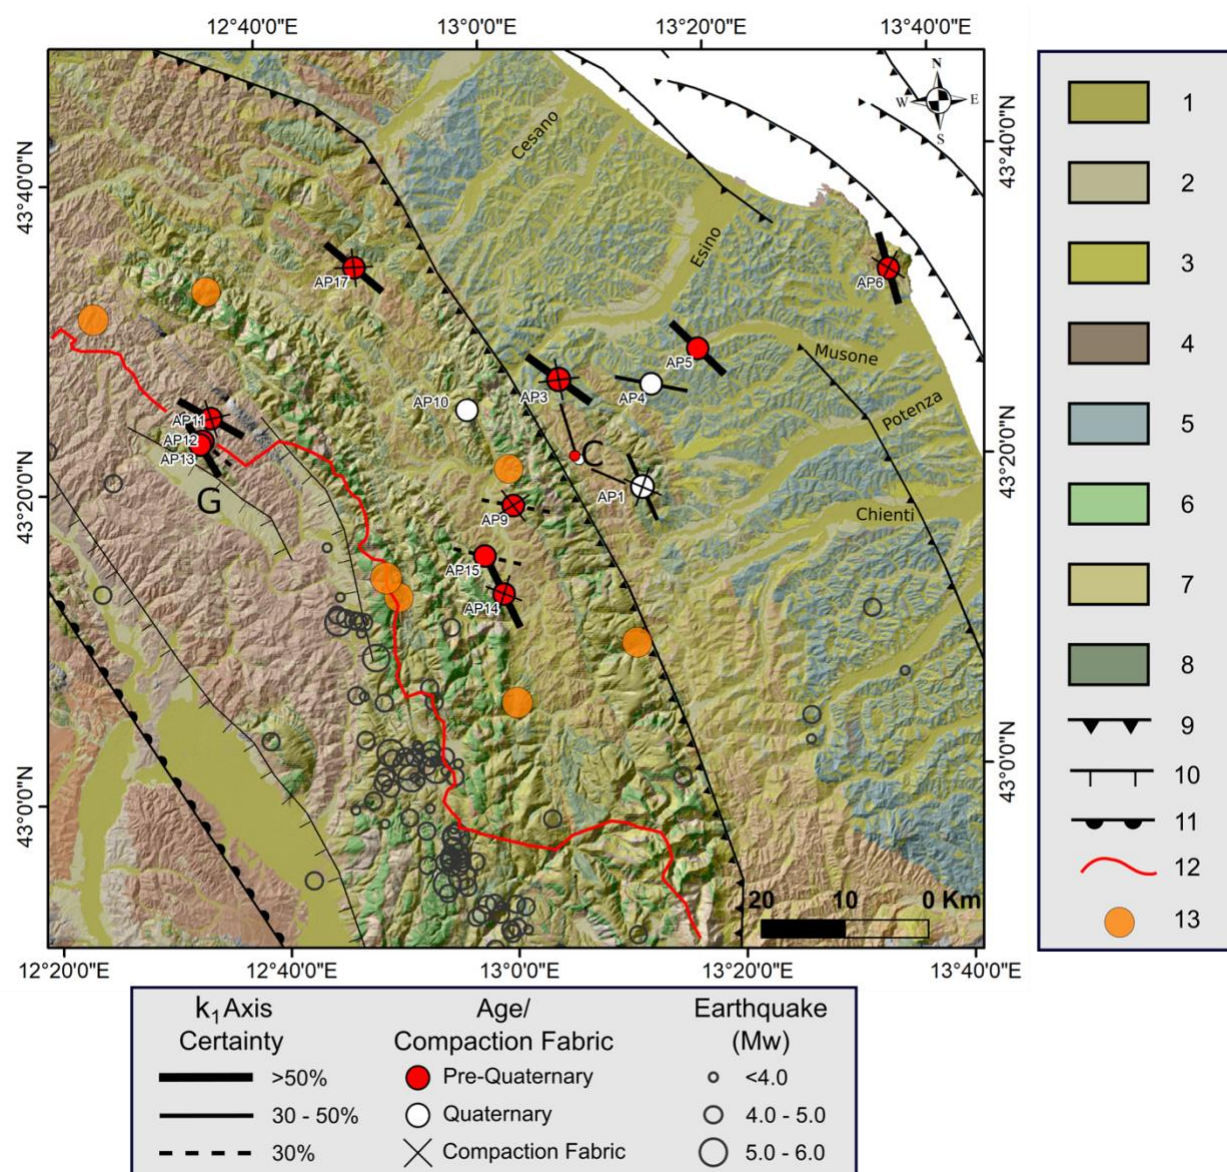 12°40'0"E 13°0'0"E 13°20'0"E 13°40'0"E
N
W E
S
43°40'0"N
43°40'0"N
Cesano
Esino
AP17
AP6
Musone
AP5
AP3
AP4
AP10
Potenza
AP11
AP12
AP13
43°20'0"N
C
AP1
43°20'0"N
G
AP9
Chienti
AP15
AP14
43°0'0"N
43°0'0"N
20 10 0 Km
12°20'0"E 12°40'0"E 13°0'0"E 13°20'0"E 13°40'0"E
1
2
3
4
5
6
7
8
9
10
11
12
13
k1 Axis
Certainty
>50%
30 - 50%
30%
Age/
Compaction Fabric
Pre-Quaternary
Quaternary
Compaction Fabric
Earthquake
(Mw)
<4.0
4.0 - 5.0
5.0 - 6.0